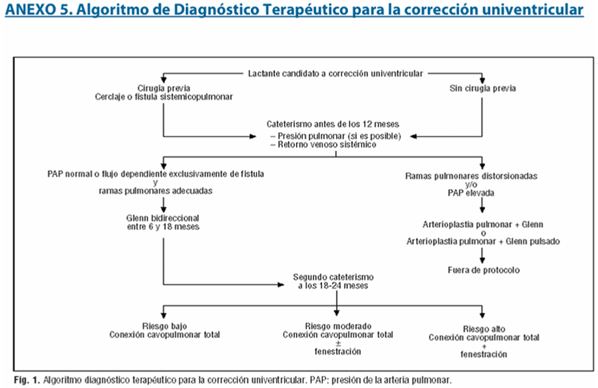 ANEXO 5. Algoritmo de Diagnóstico Terapéutico para la corrección univentricular
Lactante candidato a corrección univentricular
Cirugía previa
Cerclaje o fístula sistemicopulmonar
Sin cirugía previa
Cateterismo antes de los 12 meses
– Presión pulmonar (si es posible)
– Retorno venoso sistémico
PAP normal o flujo dependiente exclusivamente de fístula
y
ramas pulmonares adecuadas
Ramas pulmonares distorsionadas
y/o
PAP elevada
Glenn bidireccional
entre 6 y 18 meses
Arterioplastia pulmonar + Glenn
o
Arterioplastia pulmonar + Glenn pulsado
Fuera de protocolo
Segundo cateterismo
a los 18-24 meses
Riesgo bajo
Conexión cavopulmonar total
Riesgo moderado
Conexión cavopulmonar total
±
fenestración
Riesgo alto
Conexión cavopulmonar total
+
fenestración
Fig. 1. Algoritmo diagnóstico terapéutico para la corrección univentricular. PAP: presión de la arteria pulmonar.